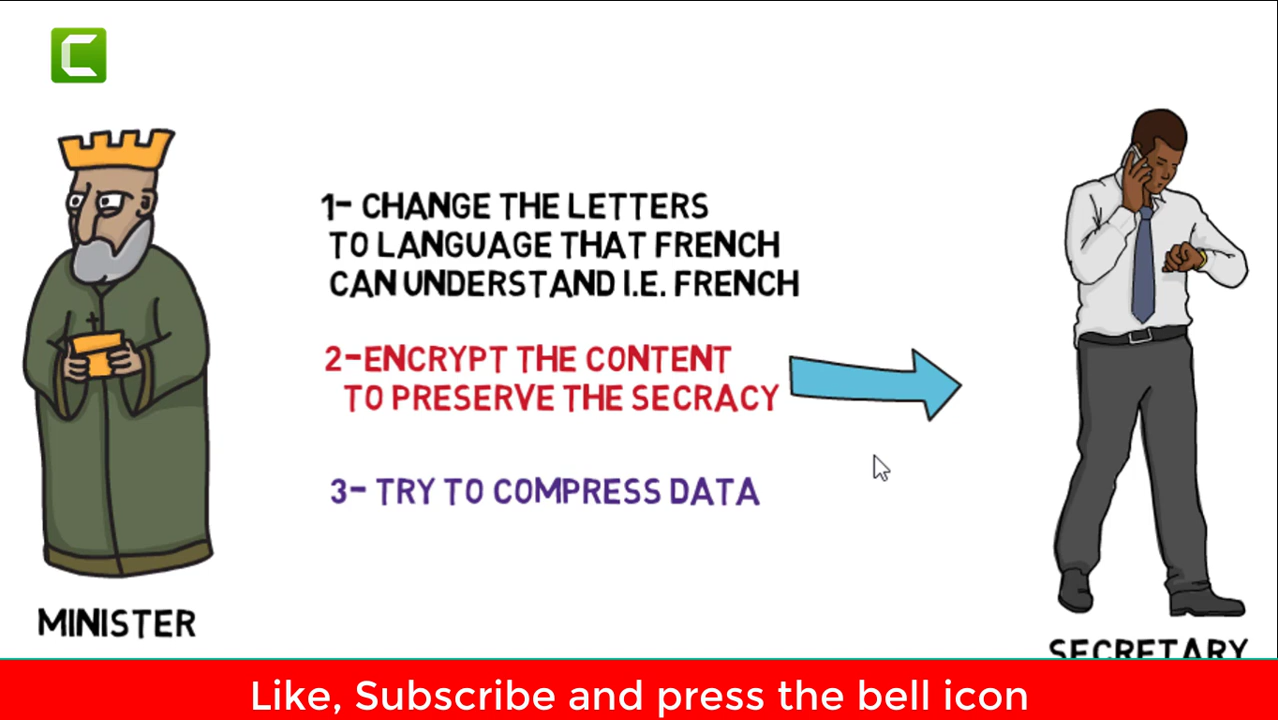 1- CHANGE THE LETTERS
TO LANGUAGE THAT FRENCH
CAN UNDERSTAND I.E. FRENCH
2-ENCRYPT THE CONTENT
TO PRESERVE THE SECRACY
3- TRY TO COMPRESS DATA
MINISTER
SECRETARY
Like, Subscribe and press the bell icon